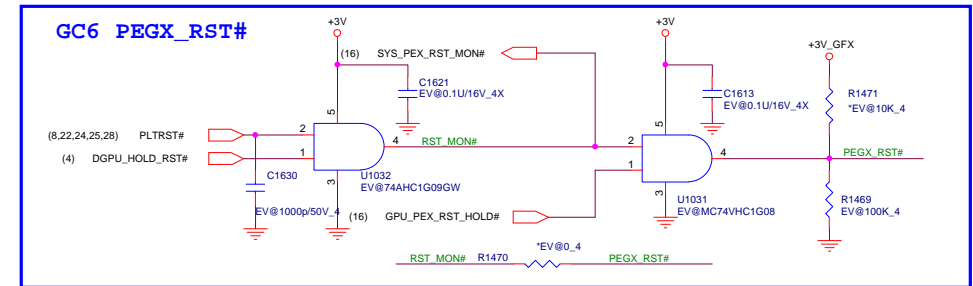 GC6 PEGX_RST#
+3V
(16) SYS_PEX_RST_MON#
C1621
EV@0.1U/16V_4X
5
(8,22,24,25,28) PLTRST#
2
(4) DGPU_HOLD_RST#
1
4
RST_MON#
3
C1630
EV@1000p/50V_4
U1032
EV@74AHC1G09GW
(16) GPU_PEX_RST_HOLD#
+3V
C1613
EV@0.1U/16V_4X
5
2
1
4
3
U1031
EV@MC74VHC1G08
+3V_GFX
R1471
*EV@10K_4
PEGX_RST#
R1469
EV@100K_4
*EV@0_4
RST_MON# R1470 PEGX_RST#